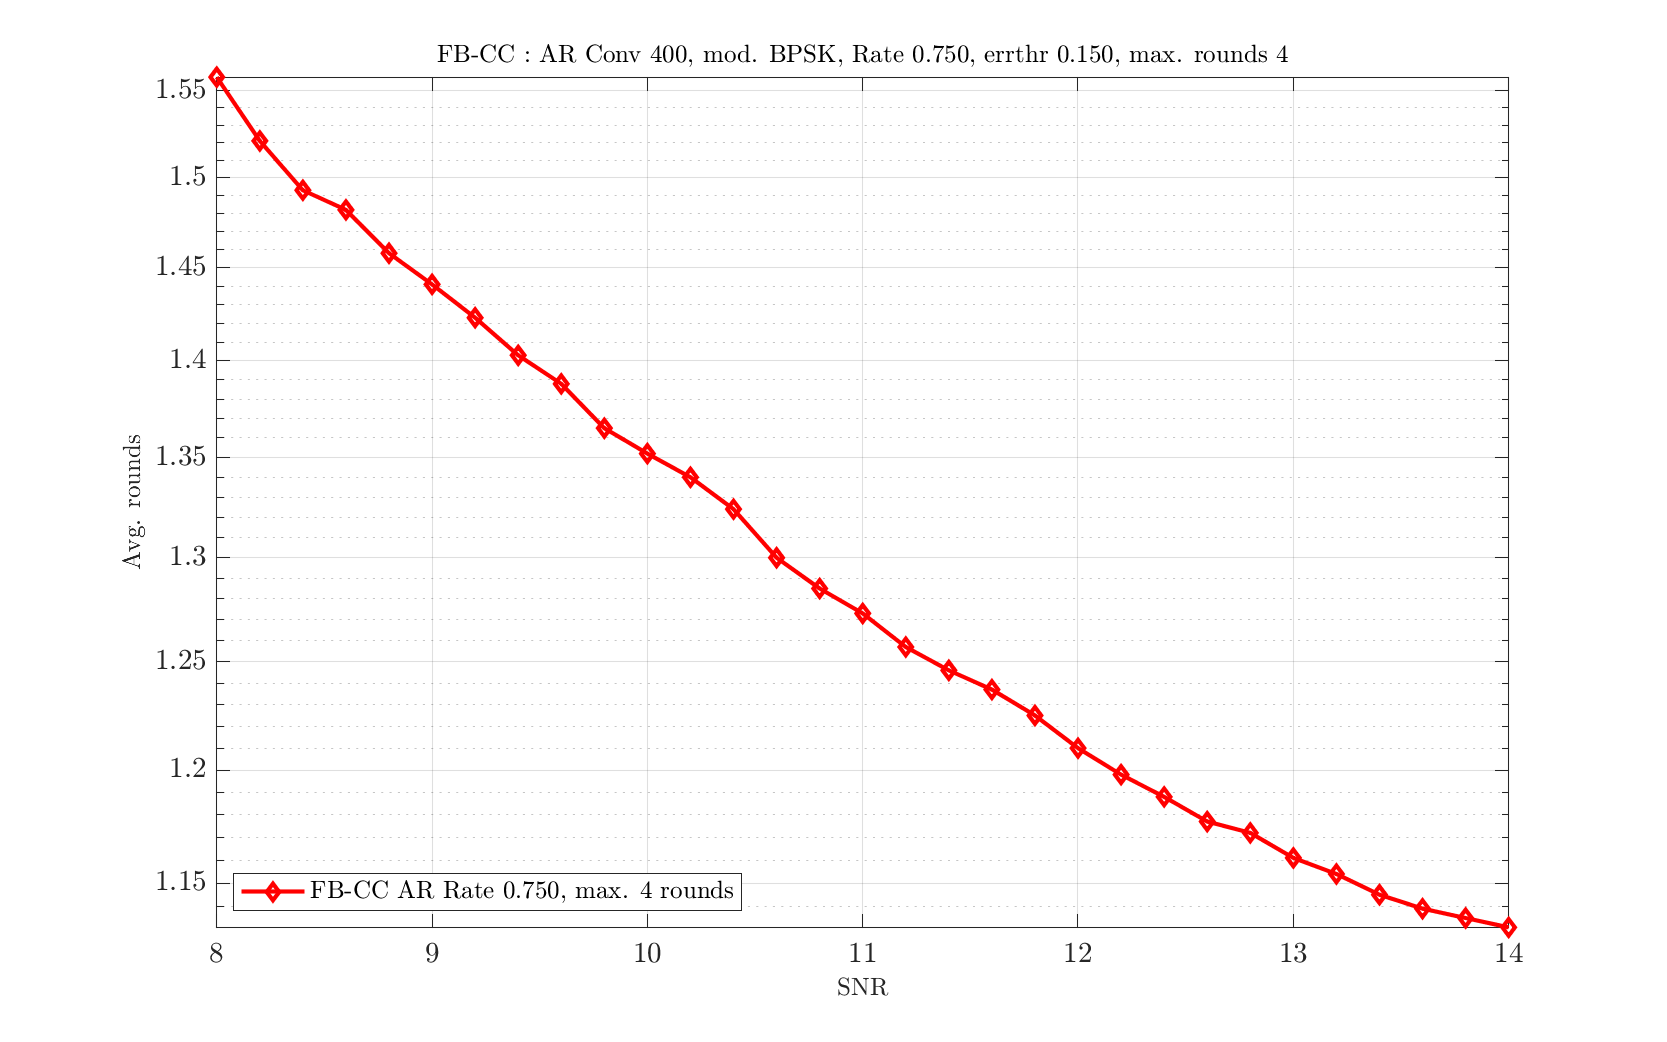 FB-CC : AR Conv 400, mod. BPSK, Rate 0.750, errthr 0.150, max. rounds 4
1.55
1.5
1.45
1.4
1.35
1.3
1.25
1.2
1.15
Avg. rounds
FB-CC AR Rate 0.750, max. 4 rounds
8 9 10 11 12 13 14
SNR